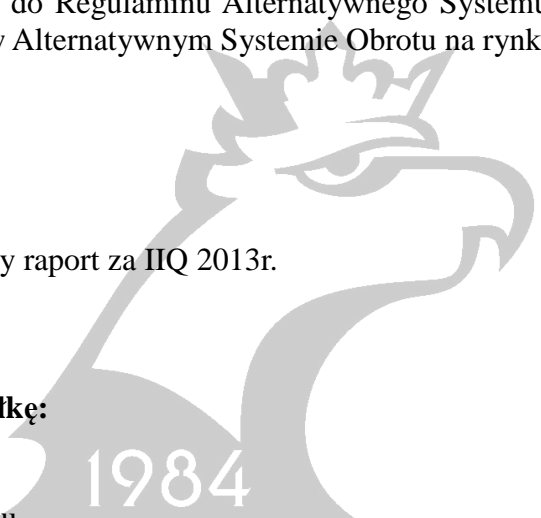 do Regulaminu Alternatywnego Systemu
Alternatywnym Systemie Obrotu na rynk
y raport za IIQ 2013r.
łkę:
1984